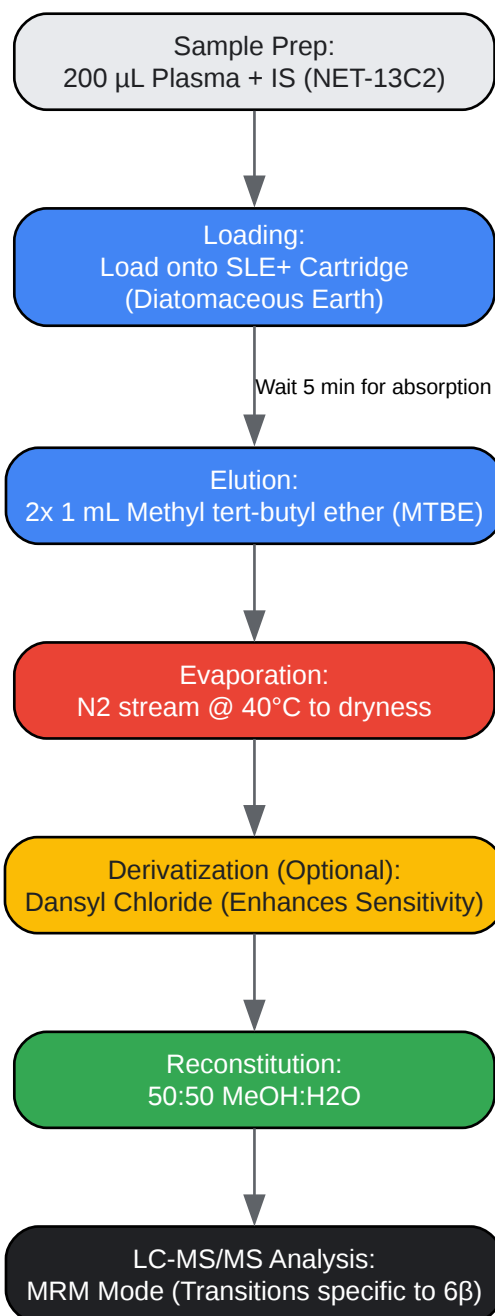 Sample Prep:
200 µL Plasma + IS (NET-13C2)
Loading:
Load onto SLE+ Cartridge
(Diatomaceous Earth)
Wait 5 min for absorption
Elution:
2x 1 mL Methyl tert-butyl ether (MTBE)
Evaporation:
N2 stream @ 40°C to dryness
Derivatization (Optional):
Dansyl Chloride (Enhances Sensitivity)
Reconstitution:
50:50 MeOH:H2O
LC-MS/MS Analysis:
MRM Mode (Transitions specific to 6β)